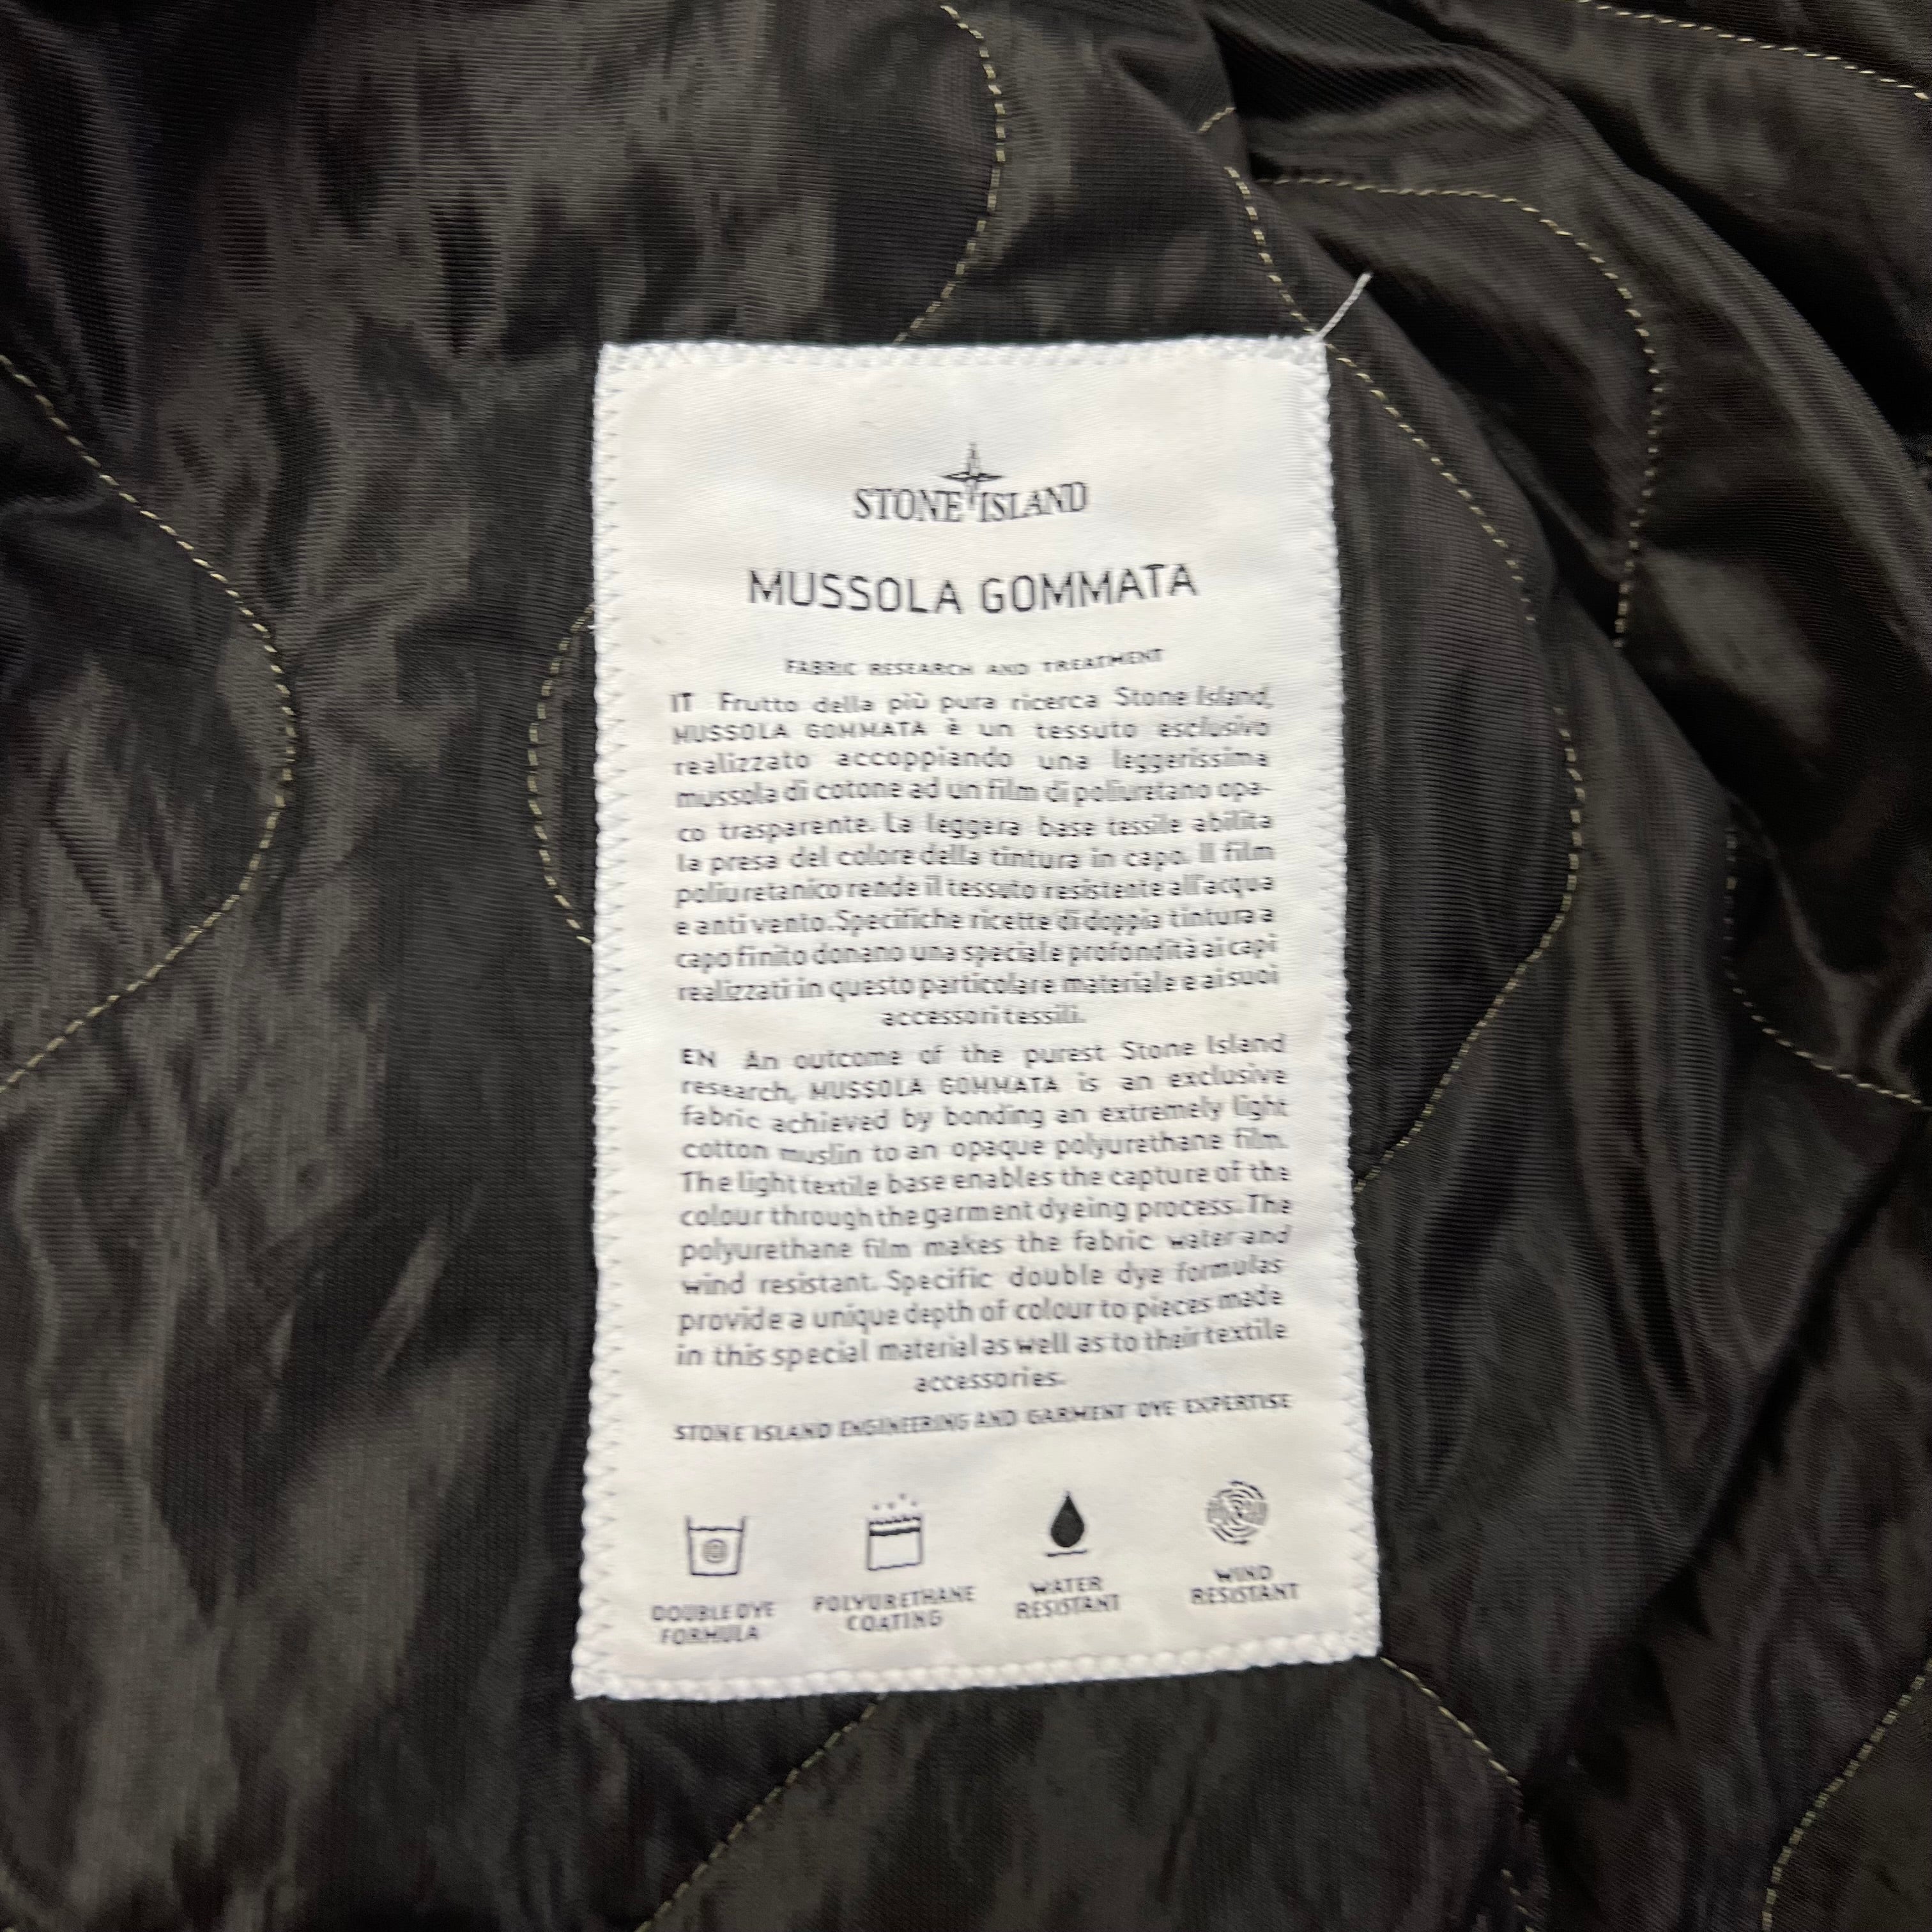 STONE ISLAND
MUSSOLA GOMMATA
FABRIC RESEARCH AND TREATMENT
IT Frutto della più pura ricerca Stone Island,
MUSSOLA GOMMATA è un tessuto esclusivo
realizzato accoppiando una leggerissima
mussola di cotone ad un film di poliuretano opa-
co trasparente. La leggera base tessile abilita
la presa del colore della tintura in capo. Il film
poliuretanico rende il tessuto resistente all'acqua
e anti vento. Specifiche ricette di doppia tintura a
capo finito donano una speciale profondità ai capi
realizzati in questo particolare materiale e ai suoi
accessori tessili.
EN An outcome of the purest Stone Island
research, MUSSOLA GOMMATA is an exclusive
fabric achieved by bonding an extremely light
cotton muslin to an opaque polyurethane film.
The light textile base enables the capture of the
colour through the garment dyeing process. The
polyurethane film makes the fabric water and
wind resistant. Specific double dye formulas
provide a unique depth of colour to pieces made
in this special material as well as to their textile
accessories.
STONE ISLAND ENGINEERING AND GARMENT DYE EXPERTISE
DOUBLE DYE
FORMULA
POLYURETHANE
COATING
WATER
RESISTANT
WIND
RESISTANT